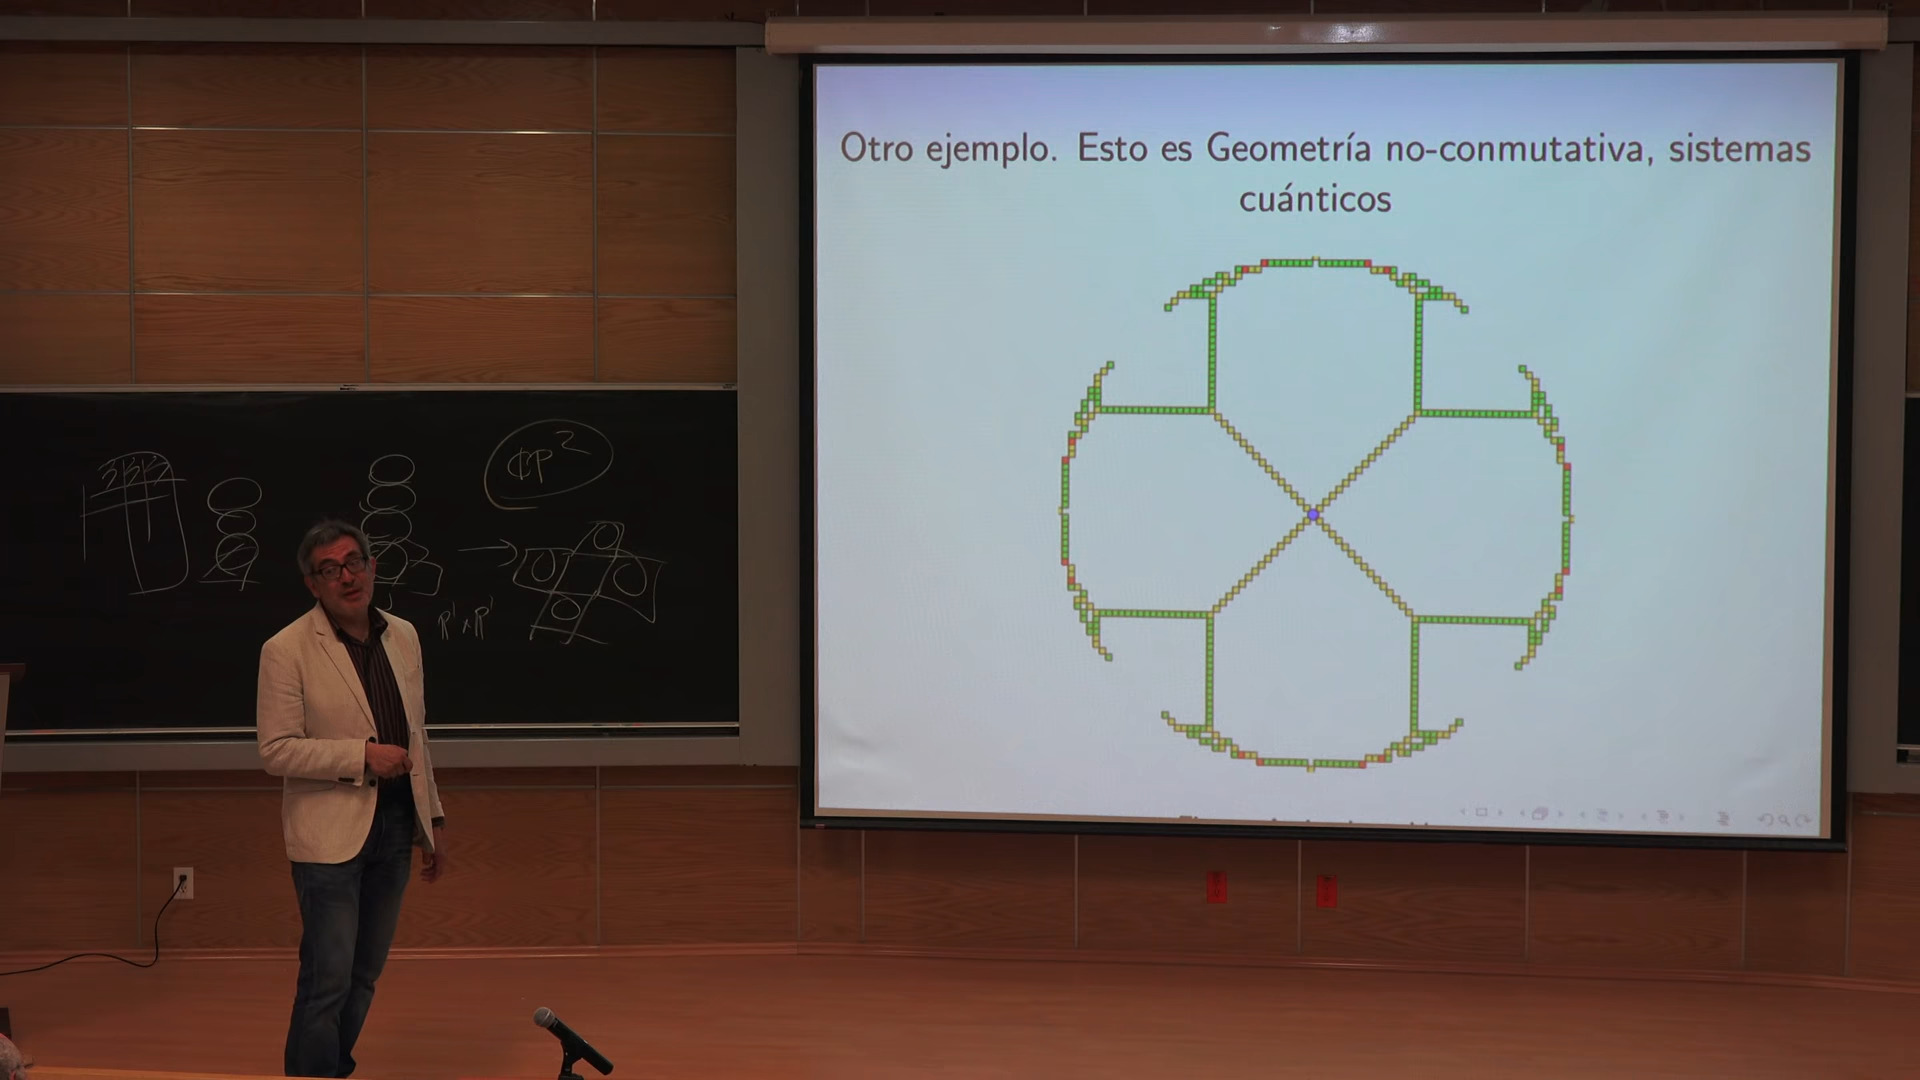 Otro ejemplo. Esto es Geometría no-conmutativa, sistemas
cuánticos
ℂP²
P¹ × P¹